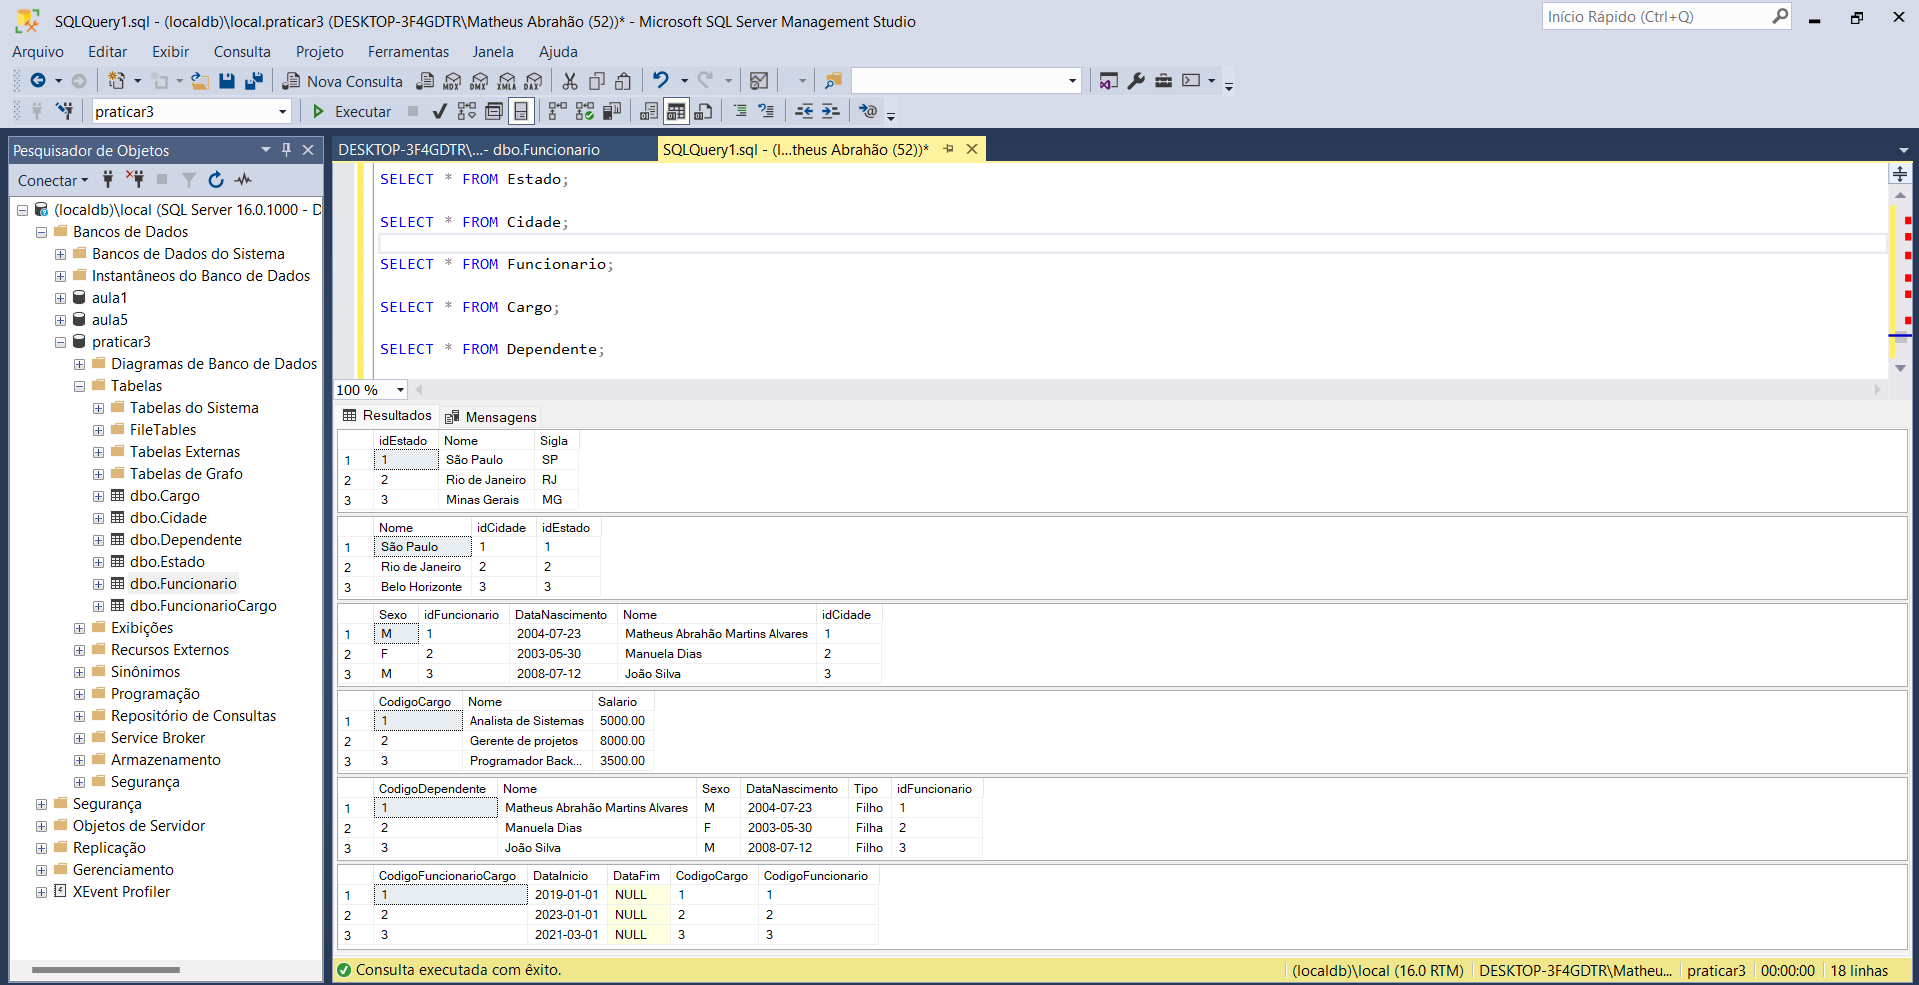 SQLQuery1.sql - (localdb)\local.praticar3 (DESKTOP-3F4GDTR\Matheus Abrahão (52))* - Microsoft SQL Server Management Studio
Início Rápido (Ctrl+Q)
Arquivo Editar Exibir Consulta Projeto Ferramentas Janela Ajuda
Nova Consulta MDX DMX XMLA DAX
praticar3 Executar
Pesquisador de Objetos
Conectar
(localdb)\local (SQL Server 16.0.1000 - D
Bancos de Dados
Bancos de Dados do Sistema
Instantâneos do Banco de Dados
aula1
aula5
praticar3
Diagramas de Banco de Dados
Tabelas
Tabelas do Sistema
FileTables
Tabelas Externas
Tabelas de Grafo
dbo.Cargo
dbo.Cidade
dbo.Dependente
dbo.Estado
dbo.Funcionario
dbo.FuncionarioCargo
Exibições
Recursos Externos
Sinônimos
Programação
Repositório de Consultas
Service Broker
Armazenamento
Segurança
Segurança
Objetos de Servidor
Replicação
Gerenciamento
XEvent Profiler
DESKTOP-3F4GDTR\...- dbo.Funcionario SQLQuery1.sql - (l...theus Abrahão (52))*
SELECT * FROM Estado;
SELECT * FROM Cidade;
SELECT * FROM Funcionario;
SELECT * FROM Cargo;
SELECT * FROM Dependente;
100 %
Resultados Mensagens
idEstado Nome Sigla
1 1 São Paulo SP
2 2 Rio de Janeiro RJ
3 3 Minas Gerais MG
Nome idCidade idEstado
1 São Paulo 1 1
2 Rio de Janeiro 2 2
3 Belo Horizonte 3 3
Sexo idFuncionario DataNascimento Nome idCidade
1 M 1 2004-07-23 Matheus Abrahão Martins Alvares 1
2 F 2 2003-05-30 Manuela Dias 2
3 M 3 2008-07-12 João Silva 3
CodigoCargo Nome Salario
1 1 Analista de Sistemas 5000.00
2 2 Gerente de projetos 8000.00
3 3 Programador Back... 3500.00
CodigoDependente Nome Sexo DataNascimento Tipo idFuncionario
1 1 Matheus Abrahão Martins Alvares M 2004-07-23 Filho 1
2 2 Manuela Dias F 2003-05-30 Filha 2
3 3 João Silva M 2008-07-12 Filho 3
CodigoFuncionarioCargo DataInicio DataFim CodigoCargo CodigoFuncionario
1 1 2019-01-01 NULL 1 1
2 2 2023-01-01 NULL 2 2
3 3 2021-03-01 NULL 3 3
Consulta executada com êxito. (localdb)\local (16.0 RTM) DESKTOP-3F4GDTR\Matheu... praticar3 00:00:00 18 linhas